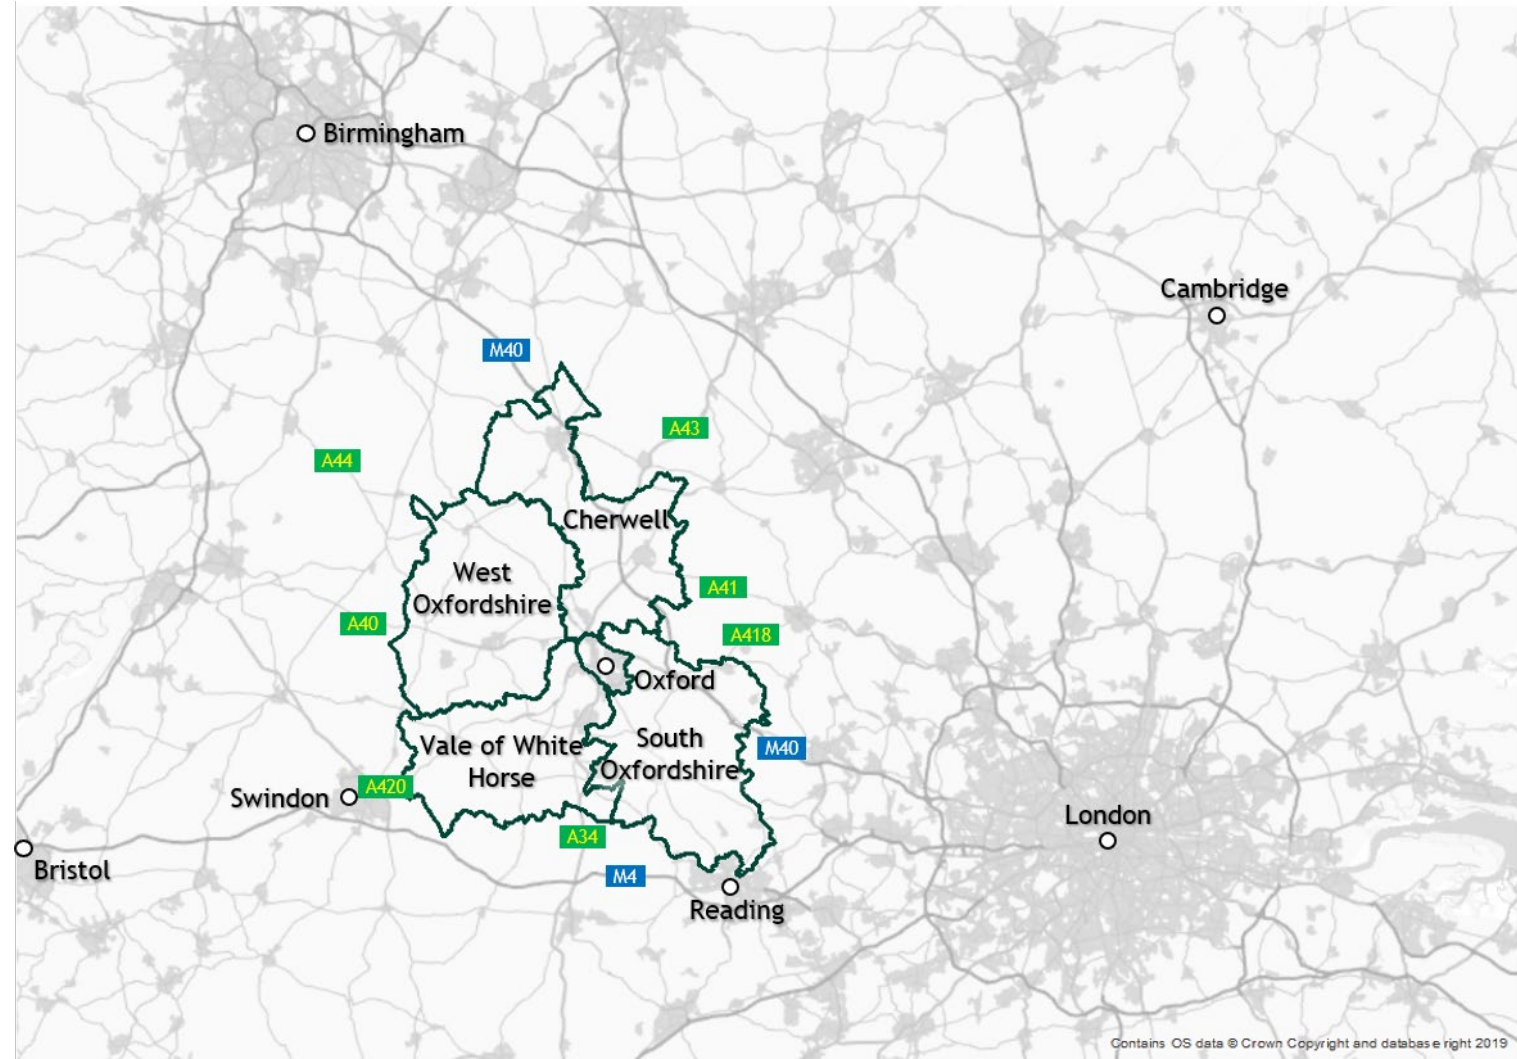 Birmingham
Cambridge
M40
A43
A44
Cherwell
West
Oxfordshire
A41
A40
A418
Oxford
South
Oxfordshire
Vale of White
Horse
M40
A420
Swindon
London
A34
Bristol
M4
Reading
Contains OS data © Crown Copyright and database right 2019